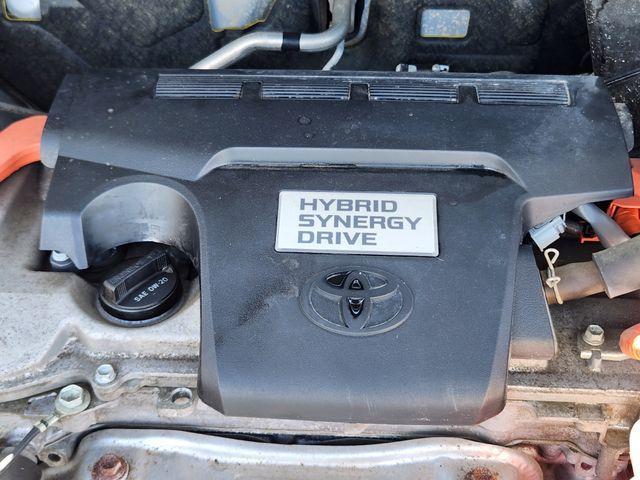 HYBRID
SYNERGY
DRIVE
SAE 0W-20